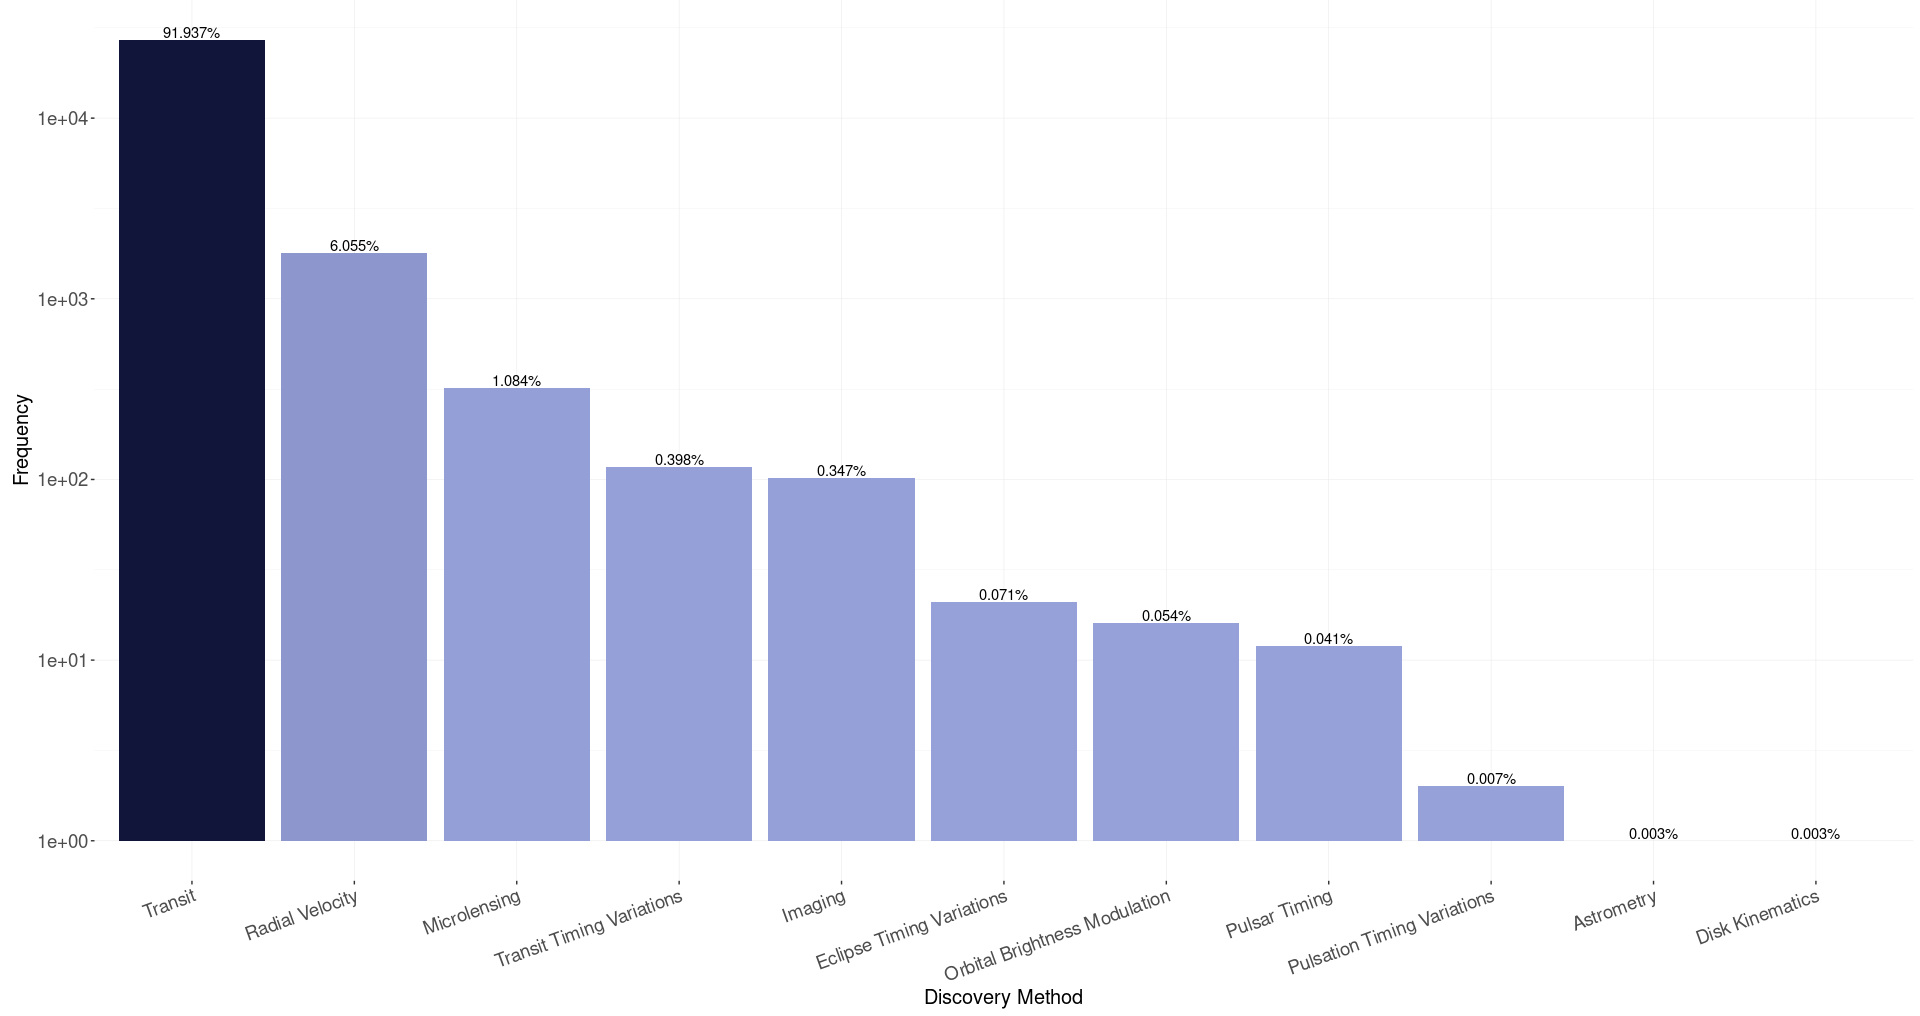 91.937%
1e+04
6.055%
1e+03
1.084%
0.398%
0.347%
1e+02
Frequency
0.071%
0.054%
0.041%
1e+01
0.007%
0.003%
0.003%
1e+00
Transit
Radial Velocity
Microlensing
Transit Timing Variations
Imaging
Eclipse Timing Variations
Orbital Brightness Modulation
Pulsar Timing
Pulsation Timing Variations
Astrometry
Disk Kinematics
Discovery Method